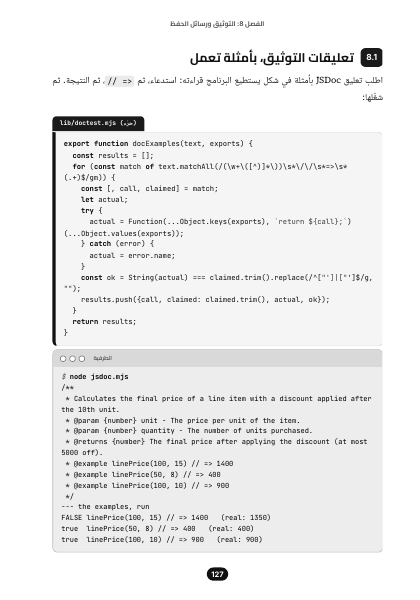 الفصل 8: التوثيق ورسائل الحفظ
8.1 تعليقات التوثيق، بأمثلة تعمل
اطلب تعليق JSDoc بأمثلة في شكل يستطيع البرنامج قراءته: استدعاء، ثم // =>، ثم النتيجة. ثم
شغّلها:
lib/doctest.mjs (جزء)
export function docExamples(text, exports) {
  const results = [];
  for (const match of text.matchAll(/(\w+\([^)]*\))\s*\/\/\s*=>\s*
(.+)$/gm)) {
    const [, call, claimed] = match;
    let actual;
    try {
      actual = Function(...Object.keys(exports), `return ${call};`)
(...Object.values(exports));
    } catch (error) {
      actual = error.name;
    }
    const ok = String(actual) === claimed.trim().replace(/^["']|["']$/g,
"");
    results.push({call, claimed: claimed.trim(), actual, ok});
  }
  return results;
}
الطرفية
$ node jsdoc.mjs
/**
 * Calculates the final price of a line item with a discount applied after
the 10th unit.
 * @param {number} unit - The price per unit of the item.
 * @param {number} quantity - The number of units purchased.
 * @returns {number} The final price after applying the discount (at most
5000 off).
 * @example linePrice(100, 15) // => 1400
 * @example linePrice(50, 8) // => 400
 * @example linePrice(100, 10) // => 900
 */
--- the examples, run
FALSE linePrice(100, 15) // => 1400   (real: 1350)
true  linePrice(50, 8) // => 400   (real: 400)
true  linePrice(100, 10) // => 900   (real: 900)
127